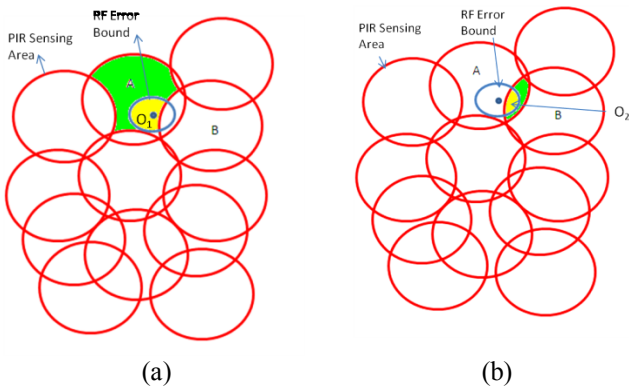 PIR Sensing
Area
RF Error
Bound
A
O1
B
(a)
PIR Sensing
Area
RF Error
Bound
A
B
O2
(b)